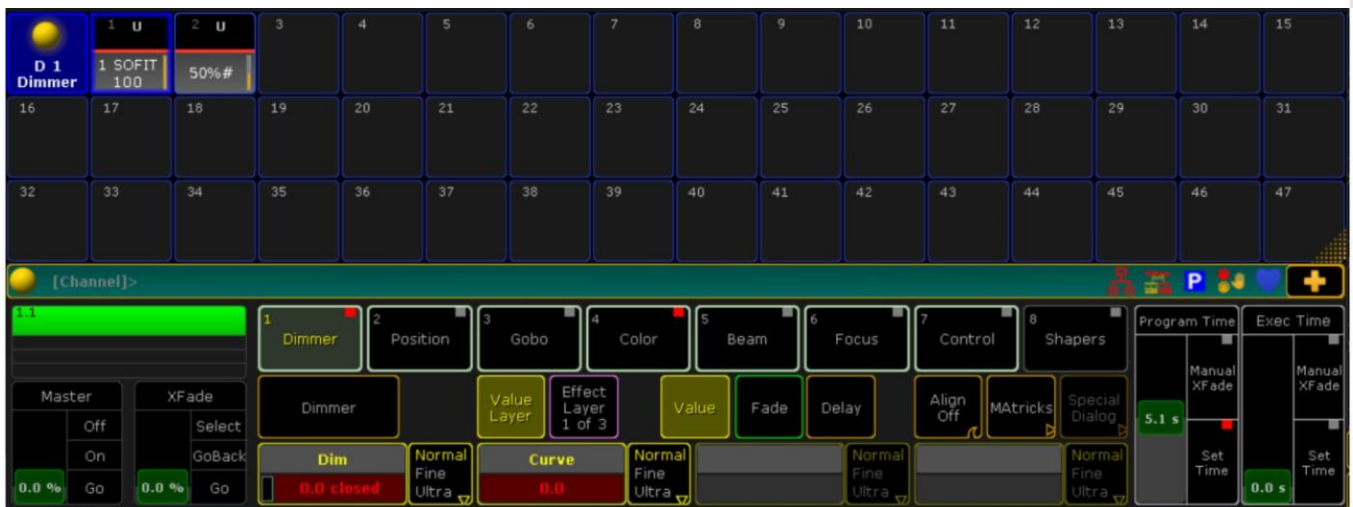 D 1
Dimmer
1 U
1 SOFIT
100
2 U
50%#
3 4 5 6 7 8 9 10 11 12 13 14 15
16 17 18 19 20 21 22 23 24 25 26 27 28 29 30 31
32 33 34 35 36 37 38 39 40 41 42 43 44 45 46 47
[Channel]>
P
1.1
1 Dimmer
2 Position
3 Gobo
4 Color
5 Beam
6 Focus
7 Control
8 Shapers
Program Time
Exec Time
Master
Off
On
Go
0.0 %
XFade
Select
GoBack
Go
0.0 %
Dimmer
Value
Layer
Effect
Layer
1 of 3
Value
Fade
Delay
Align
Off
MAtricks
Special
Dialog
Manual
XFade
5.1 s
Set
Time
Manual
XFade
0.0 s
Set
Time
Dim
0.0 closed
Normal
Fine
Ultra
Curve
0.0
Normal
Fine
Ultra
Normal
Fine
Ultra
Normal
Fine
Ultra